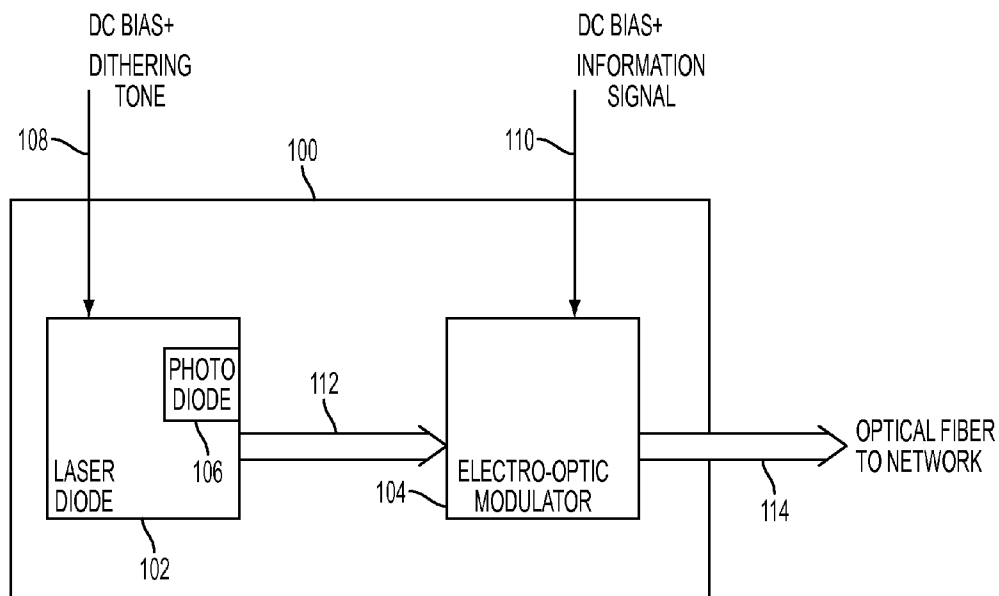 DC BIAS+
DITHERING
TONE
DC BIAS+
INFORMATION
SIGNAL
108
100
110
PHOTO
DIODE
106
112
LASER
DIODE
102
104
ELECTRO-OPTIC
MODULATOR
OPTICAL FIBER
TO NETWORK
114